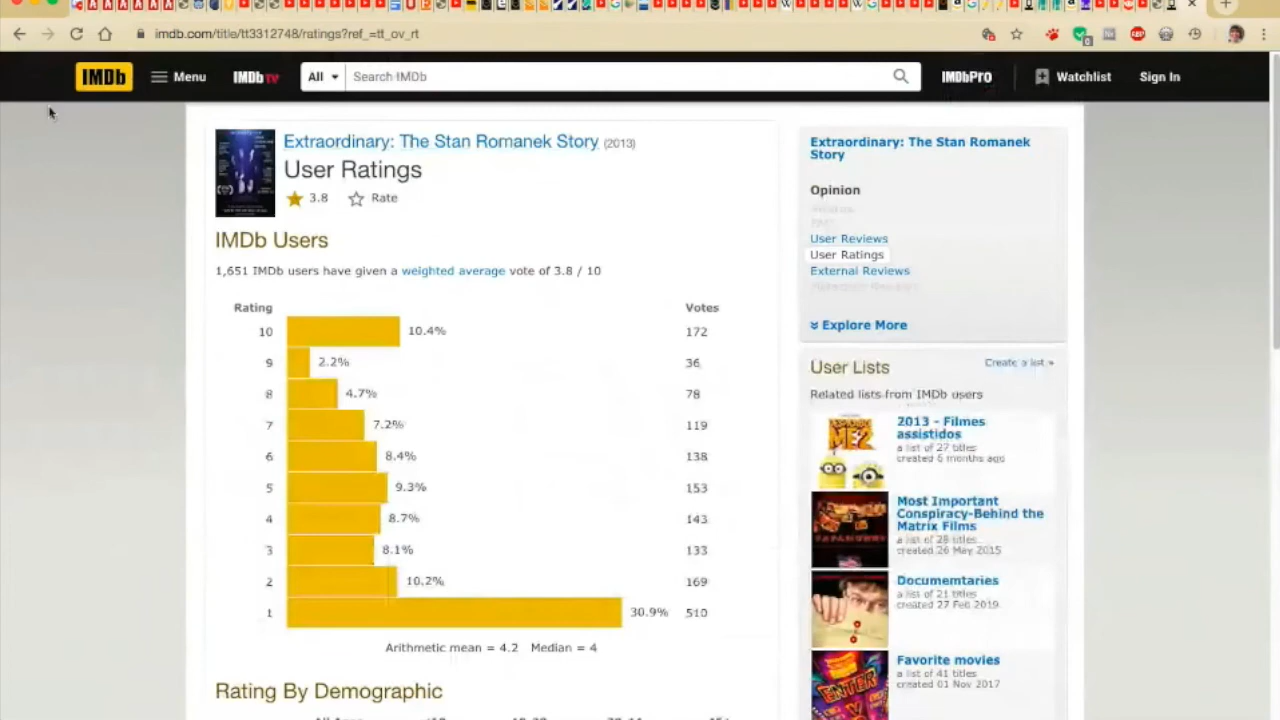 imdb.com/title/tt3312748/ratings?ref_=tt_ov_rt
IMDb Menu IMDbTV All Search IMDb IMDbPro Watchlist Sign In
Extraordinary: The Stan Romanek Story (2013)
User Ratings
3.8 Rate
IMDb Users
1,651 IMDb users have given a weighted average vote of 3.8 / 10
Rating Votes
10 10.4% 172
9 2.2% 36
8 4.7% 78
7 7.2% 119
6 8.4% 138
5 9.3% 153
4 8.7% 143
3 8.1% 133
2 10.2% 169
1 30.9% 510
Arithmetic mean = 4.2 Median = 4
Rating By Demographic
Extraordinary: The Stan Romanek
Story
Opinion
User Reviews
User Ratings
External Reviews
Explore More
User Lists Create a list »
Related lists from IMDb users
2013 - Filmes
assistidos
a list of 27 titles
created 6 months ago
Most Important
Conspiracy-Behind the
Matrix Films
a list of 28 titles
created 26 May 2015
Documemtaries
a list of 21 titles
created 27 Feb 2019
Favorite movies
a list of 41 titles
created 01 Nov 2017
ENTER